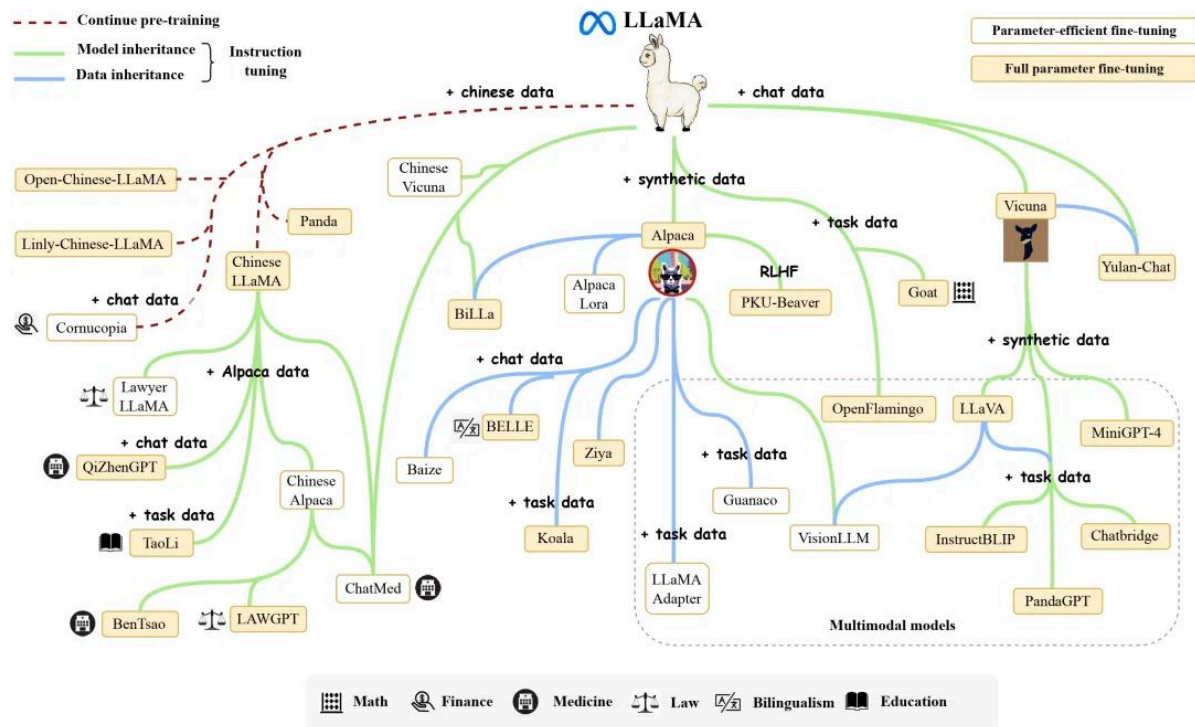 LLaMA
Continue pre-training
Model inheritance
Data inheritance
Instruction
tuning
Parameter-efficient fine-tuning
Full parameter fine-tuning
+ chinese data
+ chat data
Open-Chinese-LLaMA
Linly-Chinese-LLaMA
Panda
Chinese
LLaMA
+ chat data
Cornucopia
Chinese
Vicuna
+ synthetic data
Alpaca
+ task data
Vicuna
Yulan-Chat
BiLLa
Alpaca
Lora
RLHF
PKU-Beaver
Goat
+ synthetic data
Lawyer
LLaMA
+ Alpaca data
+ chat data
QiZhenGPT
Chinese
Alpaca
+ task data
TaoLi
ChatMed
BenTsao
LAWGPT
+ chat data
BELLE
Baize
Ziya
+ task data
Koala
OpenFlamingo
LLaVA
MiniGPT-4
+ task data
Guanaco
+ task data
VisionLLM
InstructBLIP
Chatbridge
+ task data
LLaMA
Adapter
PandaGPT
Multimodal models
Math
Finance
Medicine
Law
Bilingualism
Education